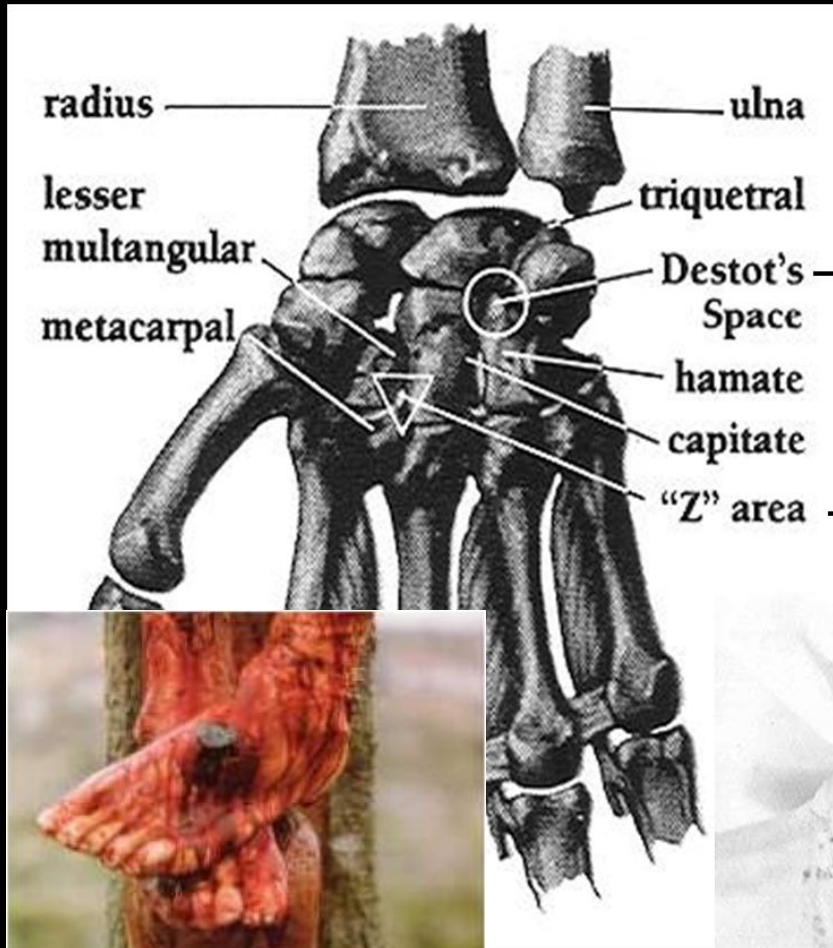 radius
ulna
lesser
multangular
triquetral
metacarpal
Destot's
Space
hamate
capitate
"Z" area